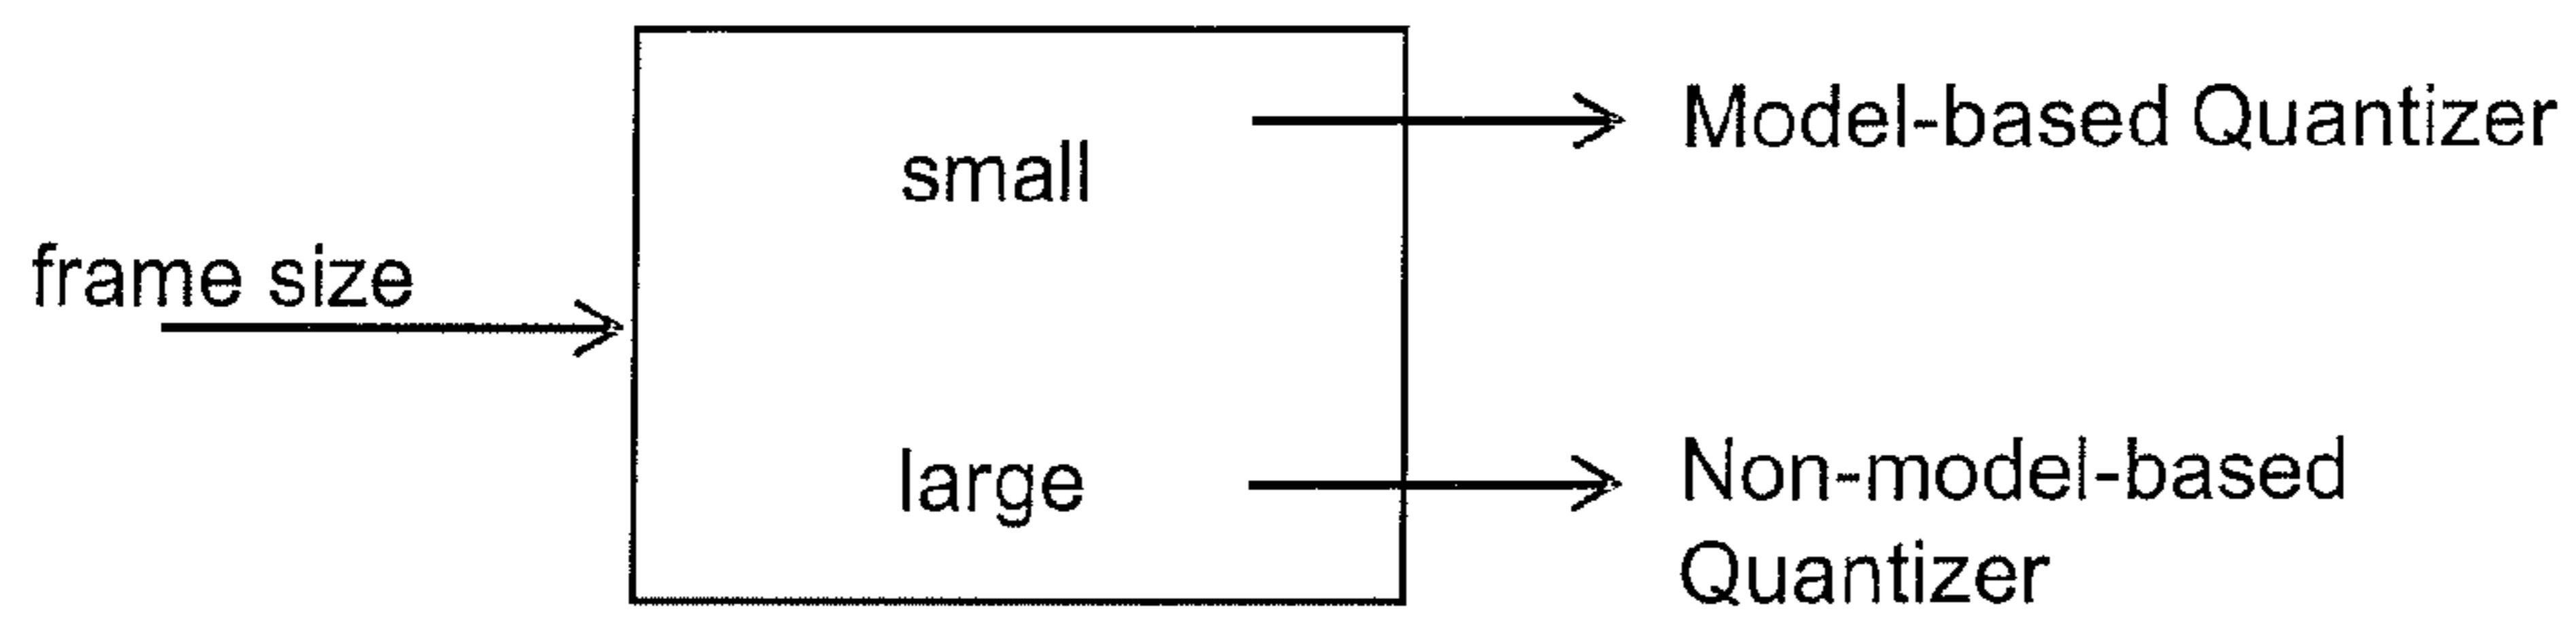 frame size
small
large
Model-based Quantizer
Non-model-based
Quantizer